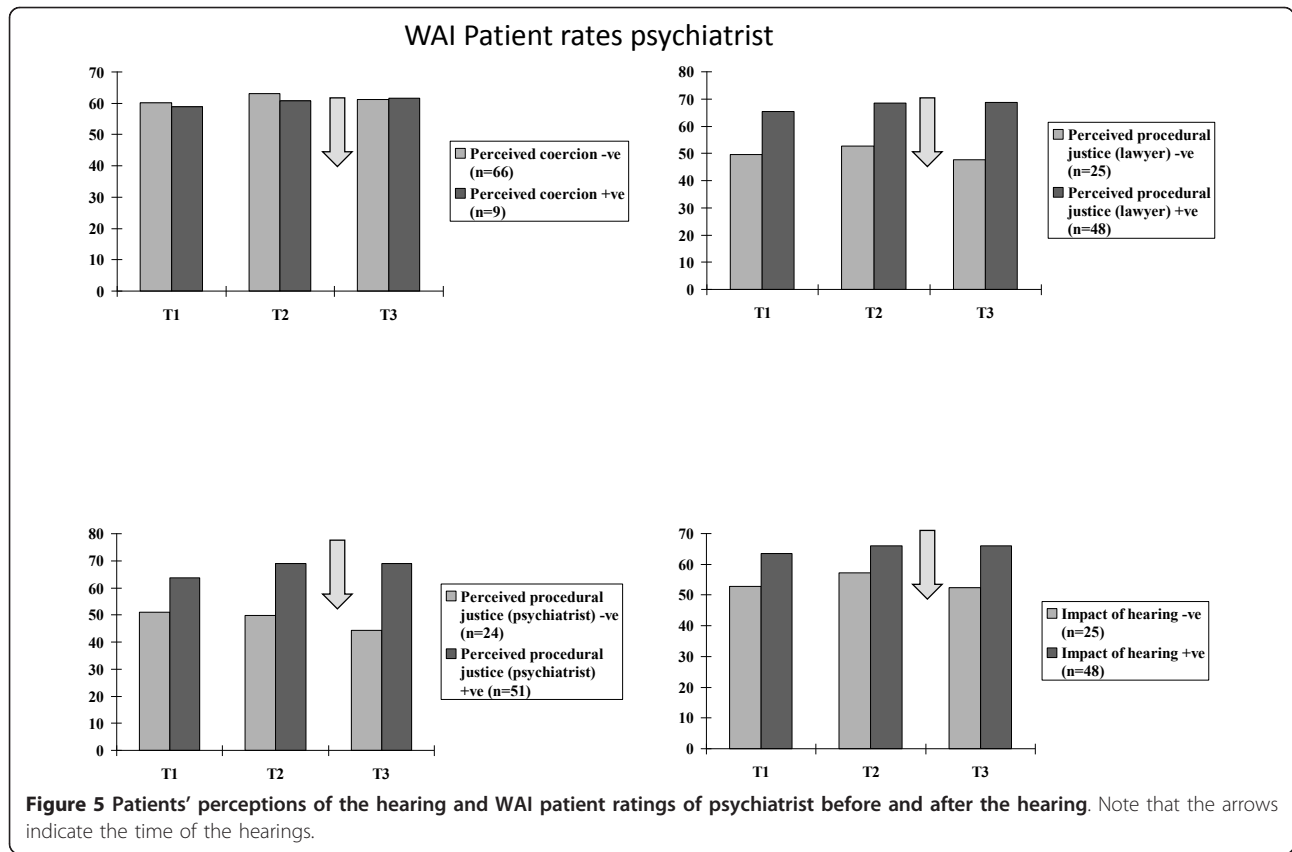 WAI Patient rates psychiatrist
70
60
50
40
30
20
10
0
T1 T2 T3
Perceived coercion -ve
(n=66)
Perceived coercion +ve
(n=9)
80
70
60
50
40
30
20
10
0
T1 T2 T3
Perceived procedural
justice (lawyer) -ve
(n=25)
Perceived procedural
justice (lawyer) +ve
(n=48)
80
70
60
50
40
30
20
10
0
T1 T2 T3
Perceived procedural
justice (psychiatrist) -ve
(n=24)
Perceived procedural
justice (psychiatrist)
+ve (n=51)
70
60
50
40
30
20
10
0
T1 T2 T3
Impact of hearing -ve
(n=25)
Impact of hearing +ve
(n=48)
Figure 5 Patients’ perceptions of the hearing and WAI patient ratings of psychiatrist before and after the hearing. Note that the arrows
indicate the time of the hearings.